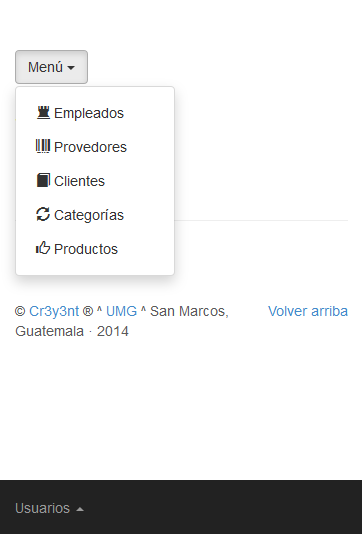 Menú
Empleados
Provedores
Clientes
Categorías
Productos
© Cr3y3nt ® ^ UMG ^ San Marcos,
Guatemala · 2014
Volver arriba
Usuarios